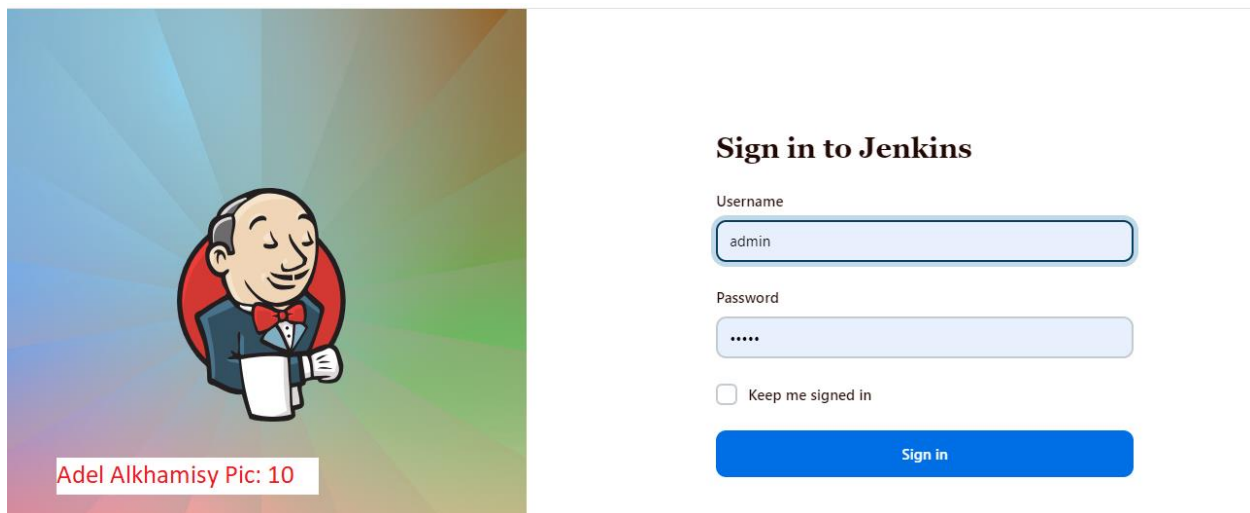 Sign in to Jenkins
Username
admin
Password
•••••
Keep me signed in
Sign in
Adel Alkhamisy Pic: 10